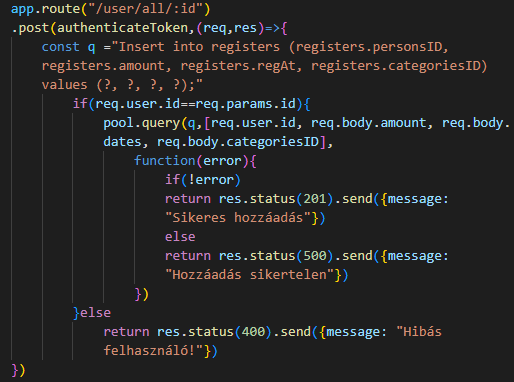 app.route("/user/all/:id")
.post(authenticateToken,(req,res)=>{
    const q ="Insert into registers (registers.personsID,
    registers.amount, registers.regAt, registers.categoriesID)
    values (?, ?, ?, ?);"
        if(req.user.id==req.params.id){
            pool.query(q,[req.user.id, req.body.amount, req.body.
            dates, req.body.categoriesID],
                function(error){
                    if(!error)
                    return res.status(201).send({message:
                    "Sikeres hozzáadás"})
                    else
                    return res.status(500).send({message:
                    "Hozzáadás sikertelen"})
                })
        }else
            return res.status(400).send({message: "Hibás
            felhasználó!"})
})